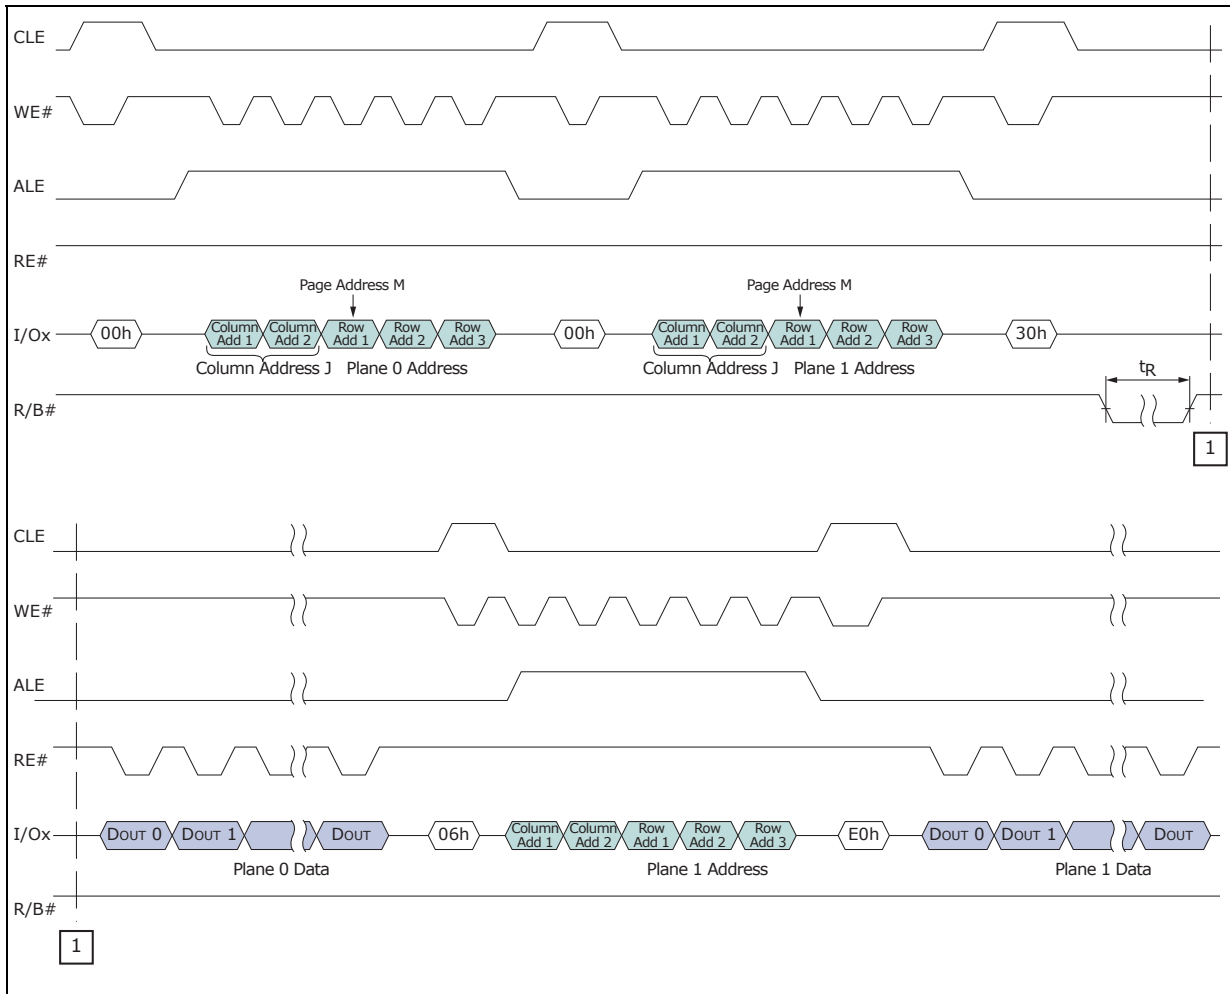 CLE
WE#
ALE
RE#
Page Address M
Page Address M
I/Ox
00h
Column Add 1
Column Add 2
Row Add 1
Row Add 2
Row Add 3
00h
Column Add 1
Column Add 2
Row Add 1
Row Add 2
Row Add 3
30h
Column Address J
Plane 0 Address
Column Address J
Plane 1 Address
tR
R/B#
1
CLE
WE#
ALE
RE#
I/Ox
DOUT 0
DOUT 1
DOUT
06h
Column Add 1
Column Add 2
Row Add 1
Row Add 2
Row Add 3
E0h
DOUT 0
DOUT 1
DOUT
Plane 0 Data
Plane 1 Address
Plane 1 Data
R/B#
1